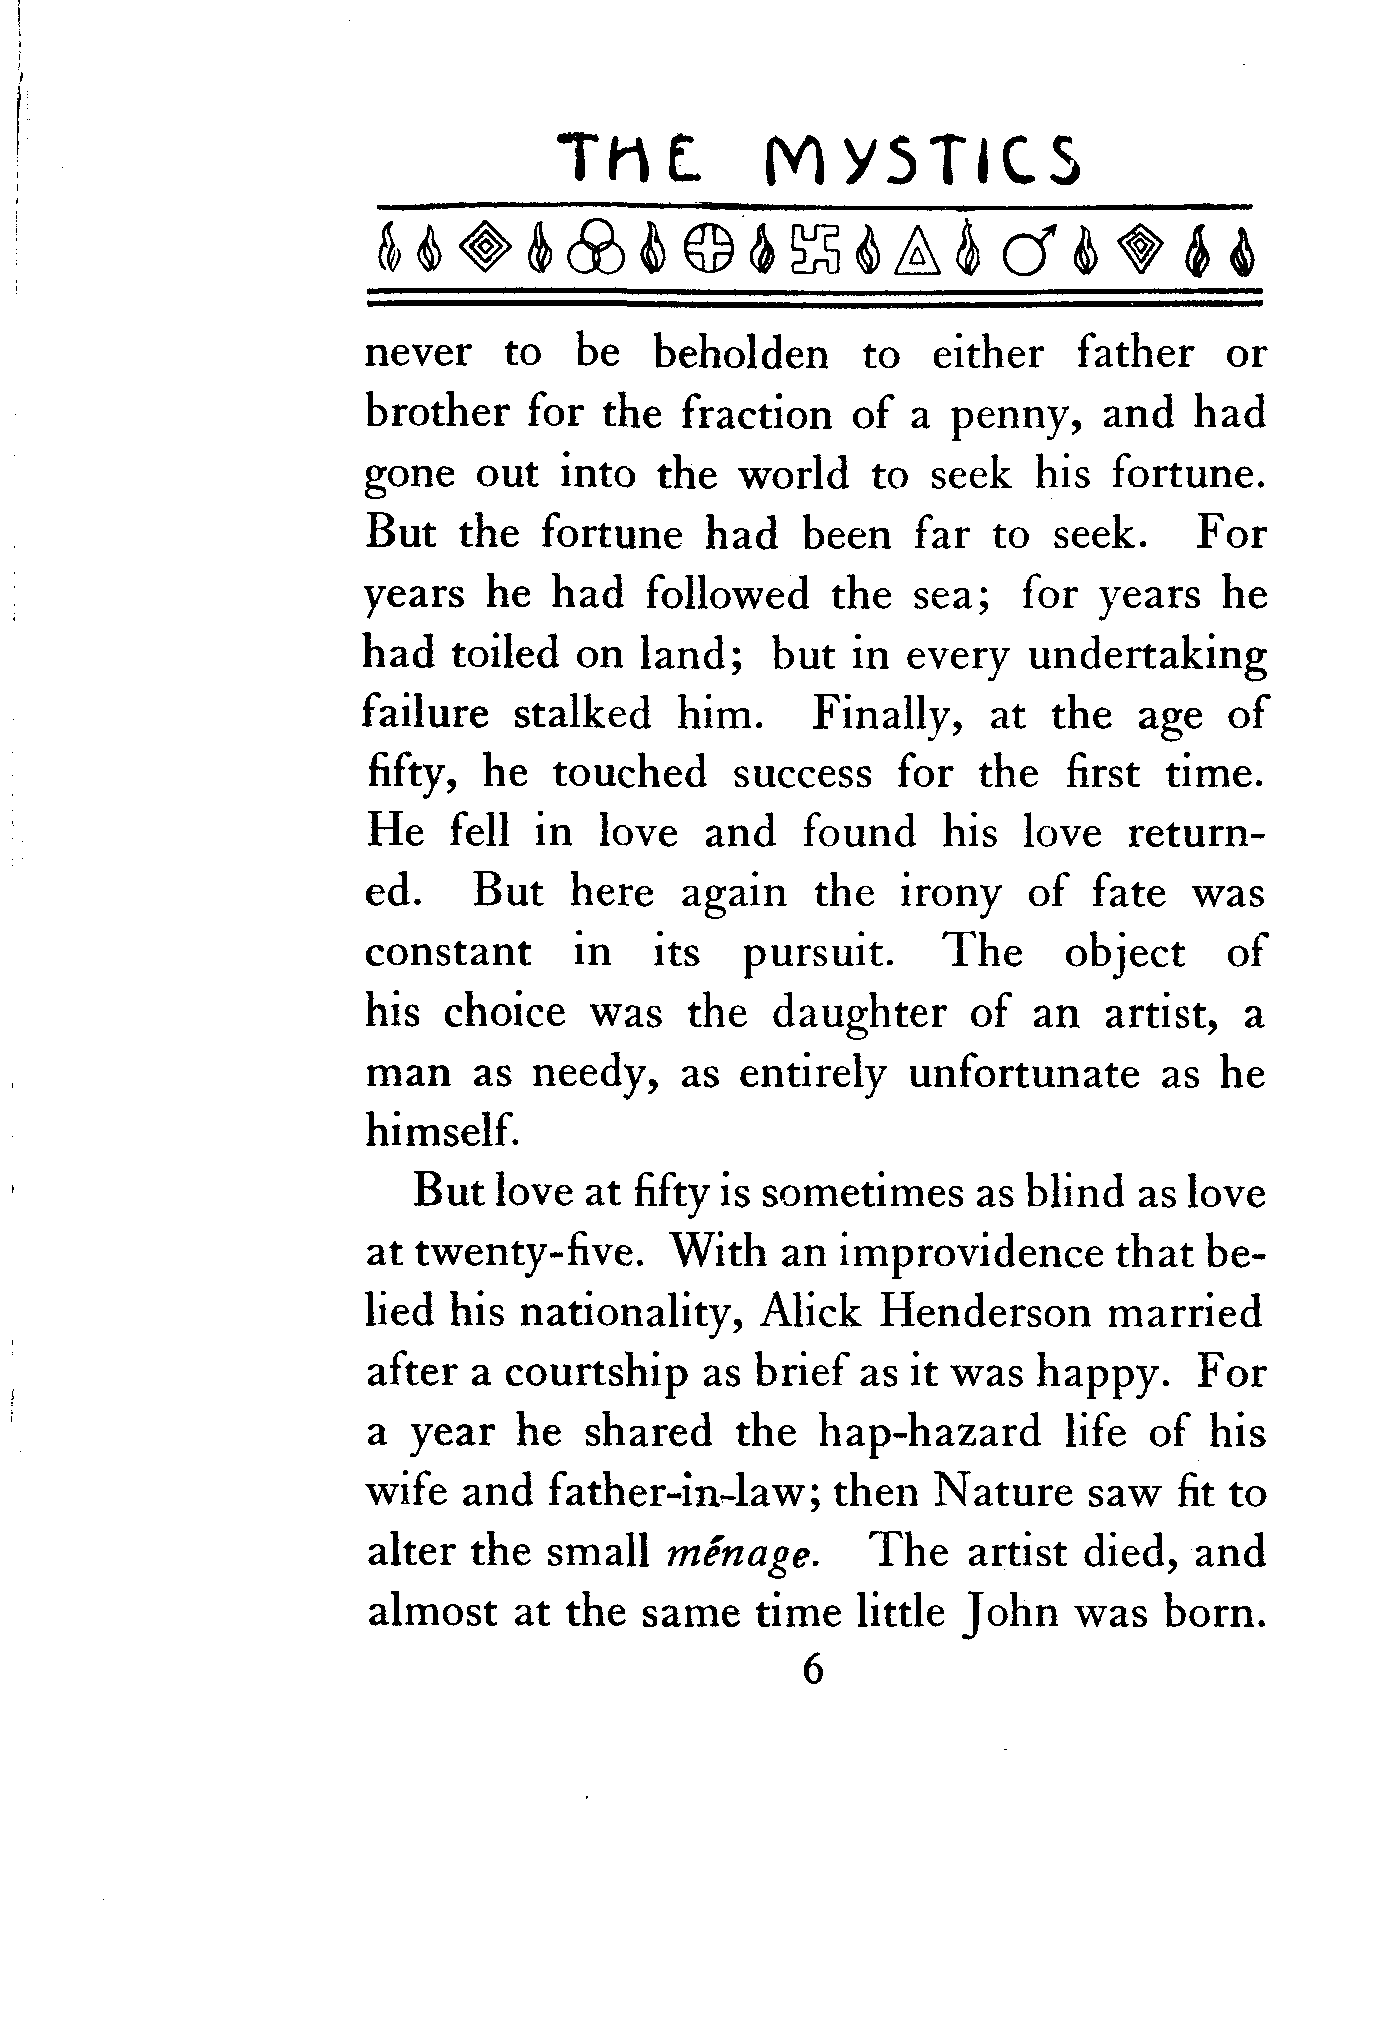 THE MYSTICS
never to be beholden to either father or
brother for the fraction of a penny, and had
gone out into the world to seek his fortune.
But the fortune had been far to seek. For
years he had followed the sea; for years he
had toiled on land; but in every undertaking
failure stalked him. Finally, at the age of
fifty, he touched success for the first time.
He fell in love and found his love return-
ed. But here again the irony of fate was
constant in its pursuit. The object of
his choice was the daughter of an artist, a
man as needy, as entirely unfortunate as he
himself.
But love at fifty is sometimes as blind as love
at twenty-five. With an improvidence that be-
lied his nationality, Alick Henderson married
after a courtship as brief as it was happy. For
a year he shared the hap-hazard life of his
wife and father-in-law; then Nature saw fit to
alter the small ménage. The artist died, and
almost at the same time little John was born.
6